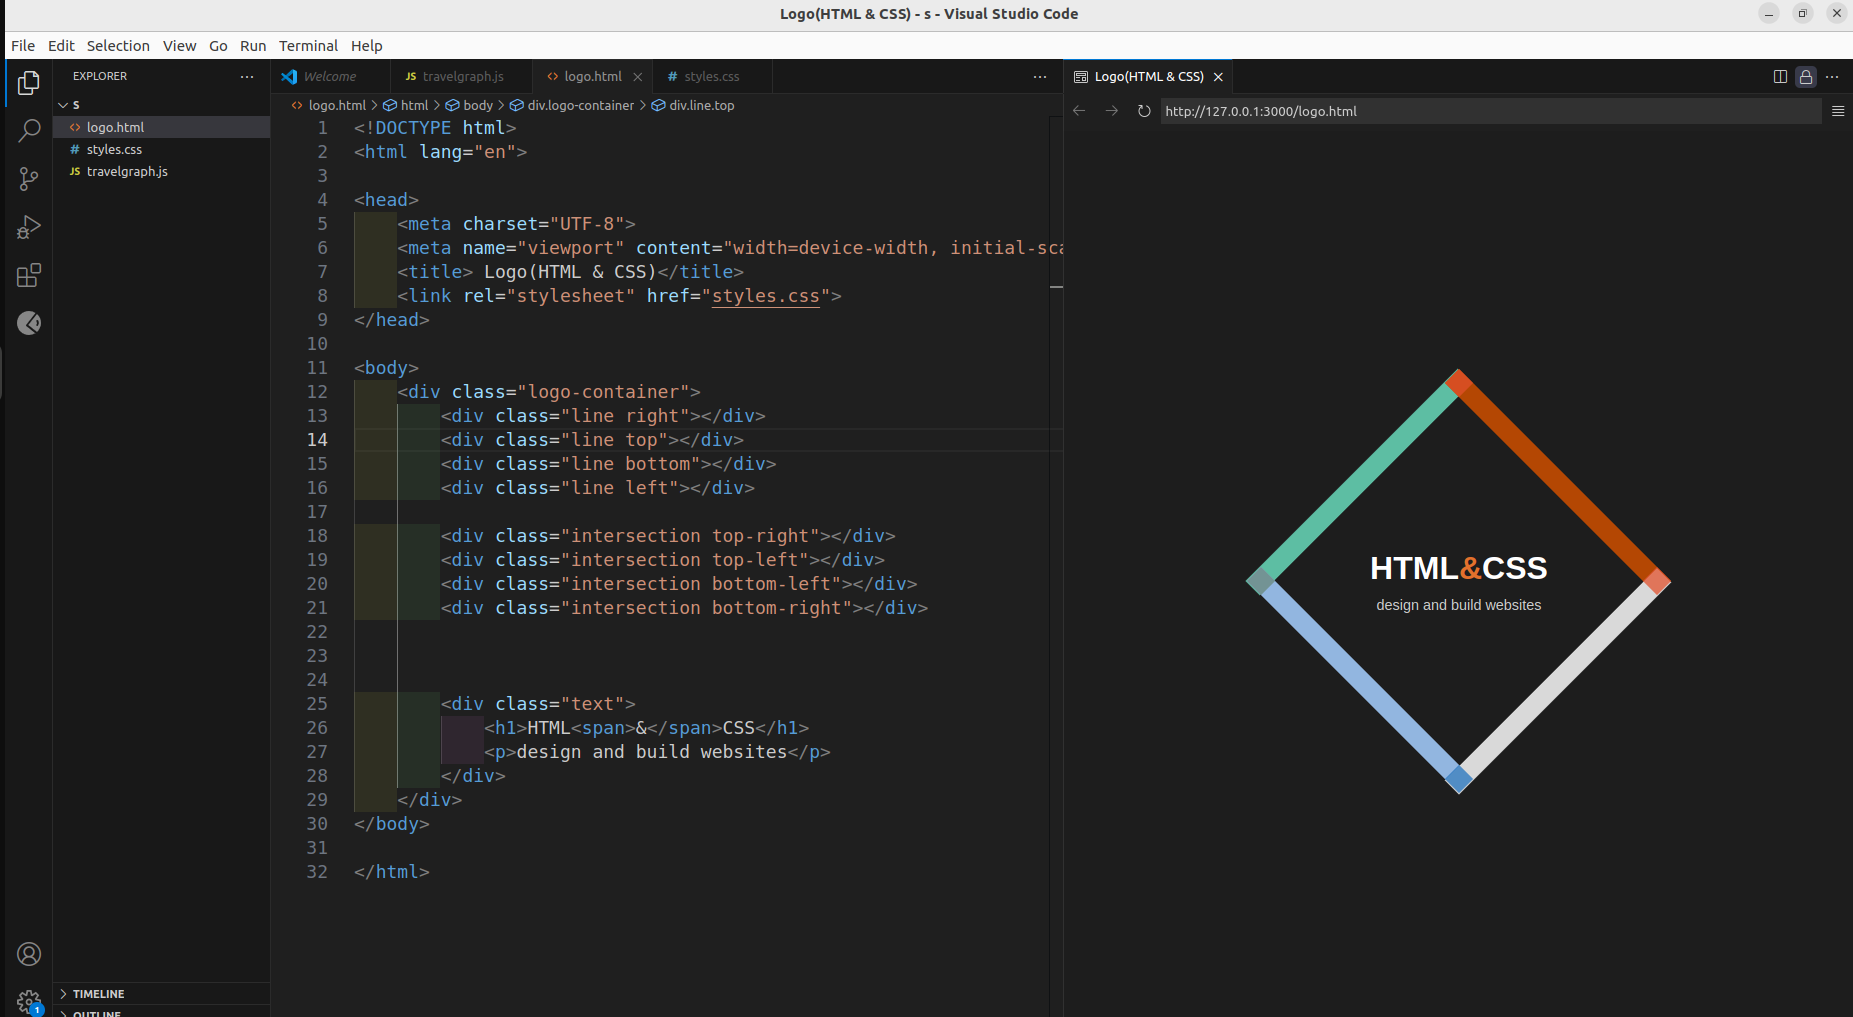 Logo(HTML & CSS) - s - Visual Studio Code
File Edit Selection View Go Run Terminal Help
EXPLORER
S
logo.html
styles.css
JS travelgraph.js
TIMELINE
OUTLINE
1
Welcome
JS travelgraph.js
logo.html
# styles.css
logo.html > html > body > div.logo-container > div.line.top
1 <!DOCTYPE html>
2 <html lang="en">
3
4 <head>
5 <meta charset="UTF-8">
6 <meta name="viewport" content="width=device-width, initial-sca
7 <title> Logo(HTML & CSS)</title>
8 <link rel="stylesheet" href="styles.css">
9 </head>
10
11 <body>
12 <div class="logo-container">
13 <div class="line right"></div>
14 <div class="line top"></div>
15 <div class="line bottom"></div>
16 <div class="line left"></div>
17
18 <div class="intersection top-right"></div>
19 <div class="intersection top-left"></div>
20 <div class="intersection bottom-left"></div>
21 <div class="intersection bottom-right"></div>
22
23
24
25 <div class="text">
26 <h1>HTML<span>&</span>CSS</h1>
27 <p>design and build websites</p>
28 </div>
29 </div>
30 </body>
31
32 </html>
Logo(HTML & CSS)
http://127.0.0.1:3000/logo.html
HTML&CSS
design and build websites